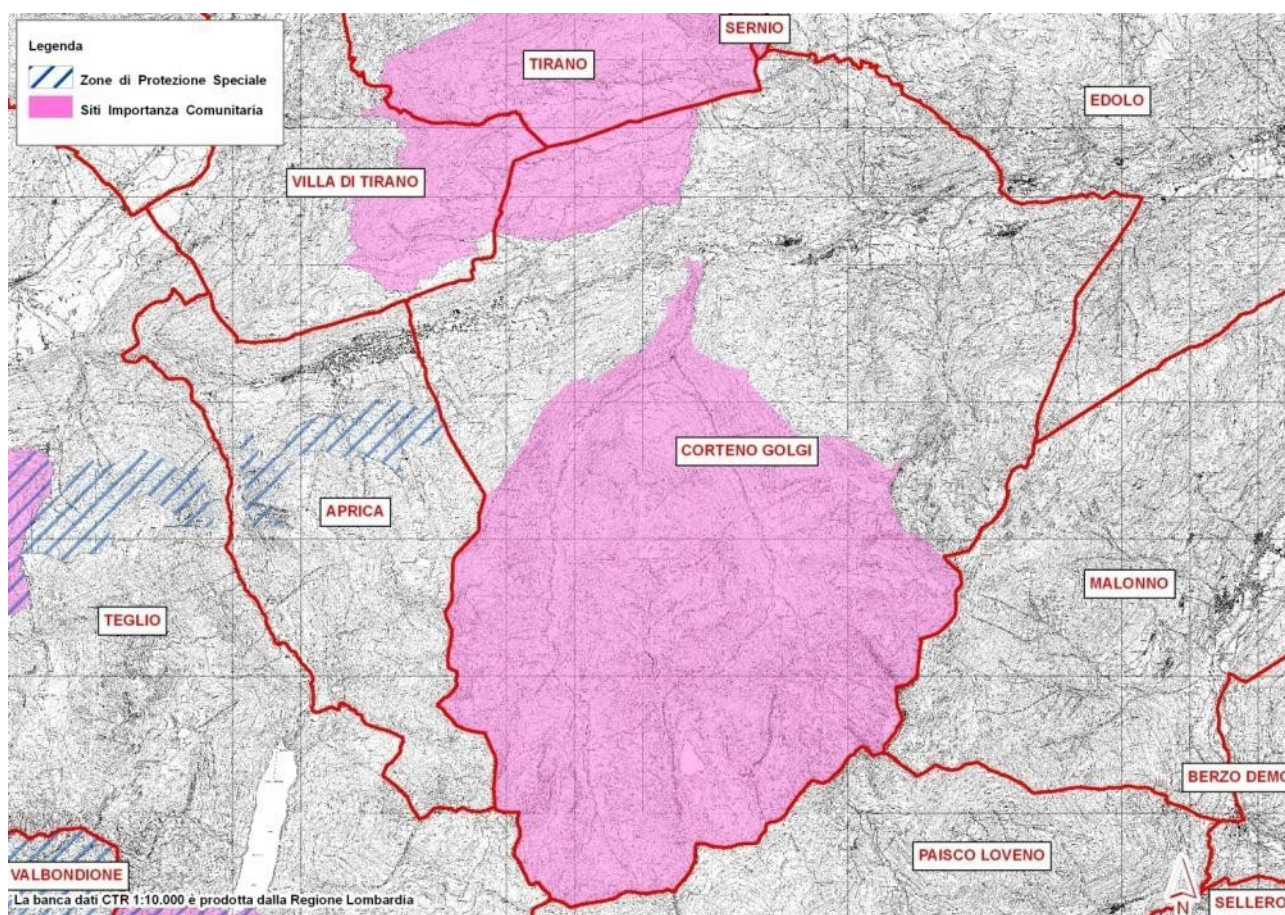 SERNIO
Legenda
Zone di Protezione Speciale
Siti Importanza Comunitaria
TIRANO
EDOLO
VILLA DI TIRANO
CORTENO GOLGI
APRICA
MALONNO
TEGLIO
BERZO DEMO
PAISCO LOVENO
VALBONDIONE
La banca dati CTR 1:10.000 è prodotta dalla Regione Lombardia
N
SELLERO